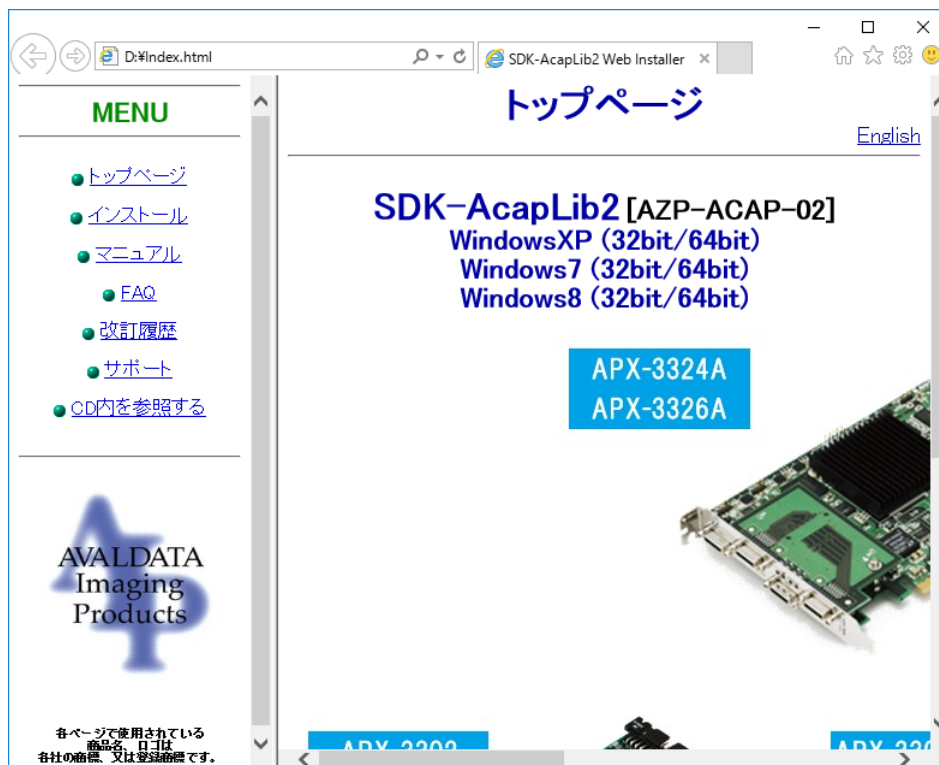 D:¥Index.html
SDK-AcapLib2 Web Installer
MENU
トップページ
インストール
マニュアル
FAQ
改訂履歴
サポート
CD内を参照する
AVALDATA
Imaging
Products
各ページで使用されている
商品名、ロゴは
各社の商標、又は登録商標です。
トップページ
English
SDK-AcapLib2 [AZP-ACAP-02]
WindowsXP (32bit/64bit)
Windows7 (32bit/64bit)
Windows8 (32bit/64bit)
APX-3324A
APX-3326A